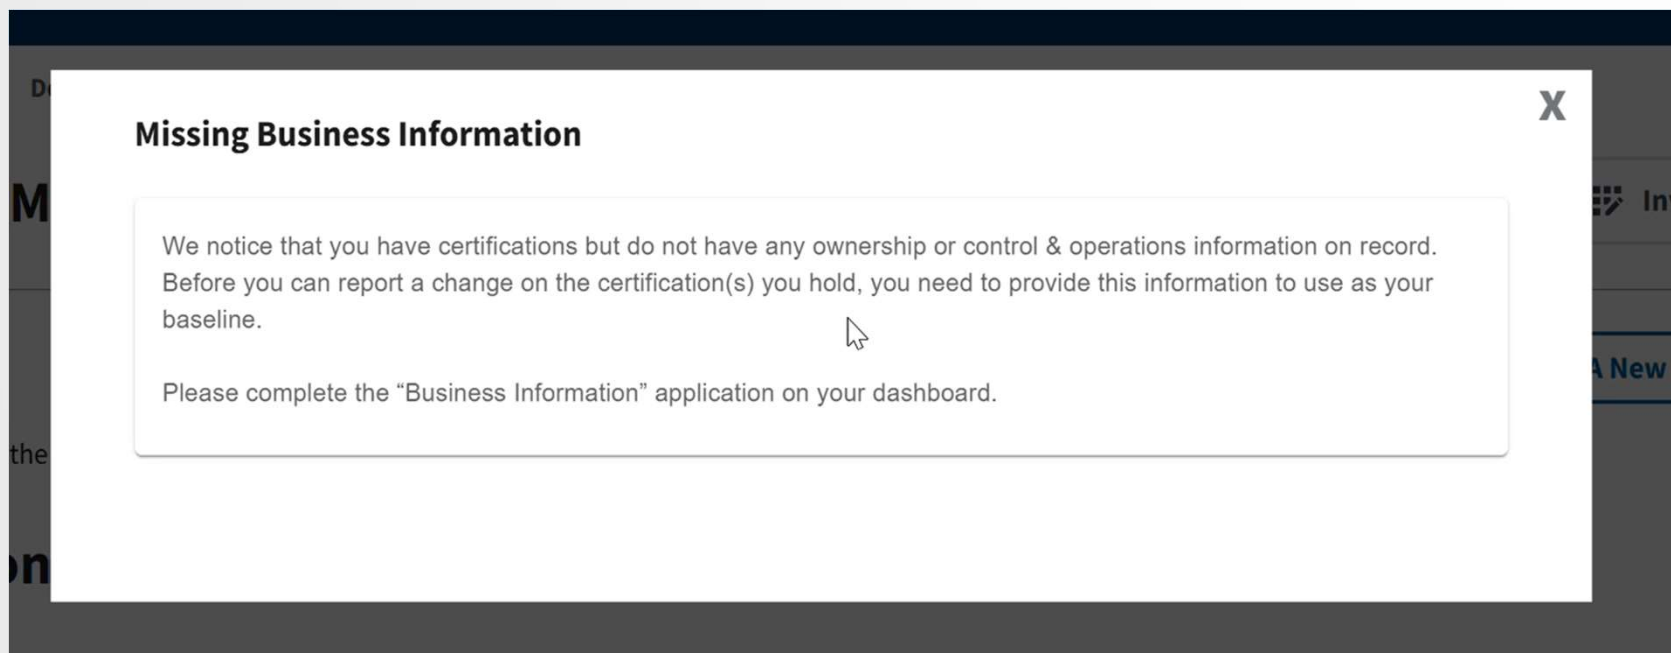 Missing Business Information
X
We notice that you have certifications but do not have any ownership or control & operations information on record.
Before you can report a change on the certification(s) you hold, you need to provide this information to use as your
baseline.
Please complete the “Business Information” application on your dashboard.
A New
the